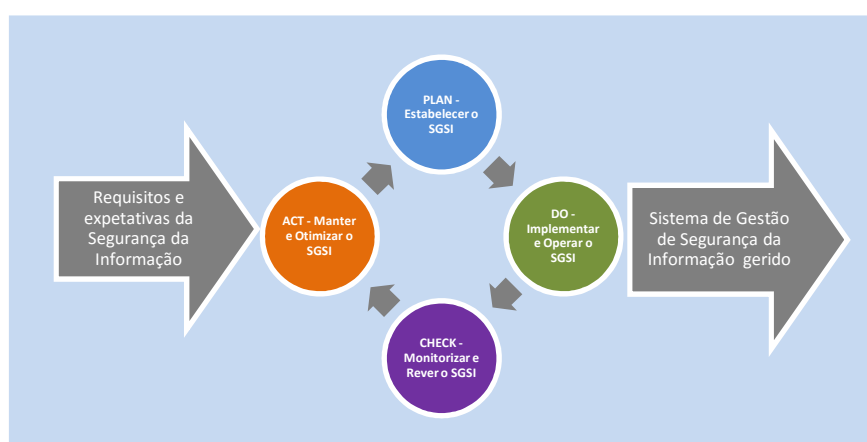 PLAN -
Estabelecer o
SGSI
Requisitos e
expetativas da
Segurança da
Informação
ACT - Manter
e Otimizar o
SGSI
DO -
Implementar
e Operar o
SGSI
Sistema de Gestão
de Segurança da
Informação gerido
CHECK -
Monitorizar e
Rever o SGSI